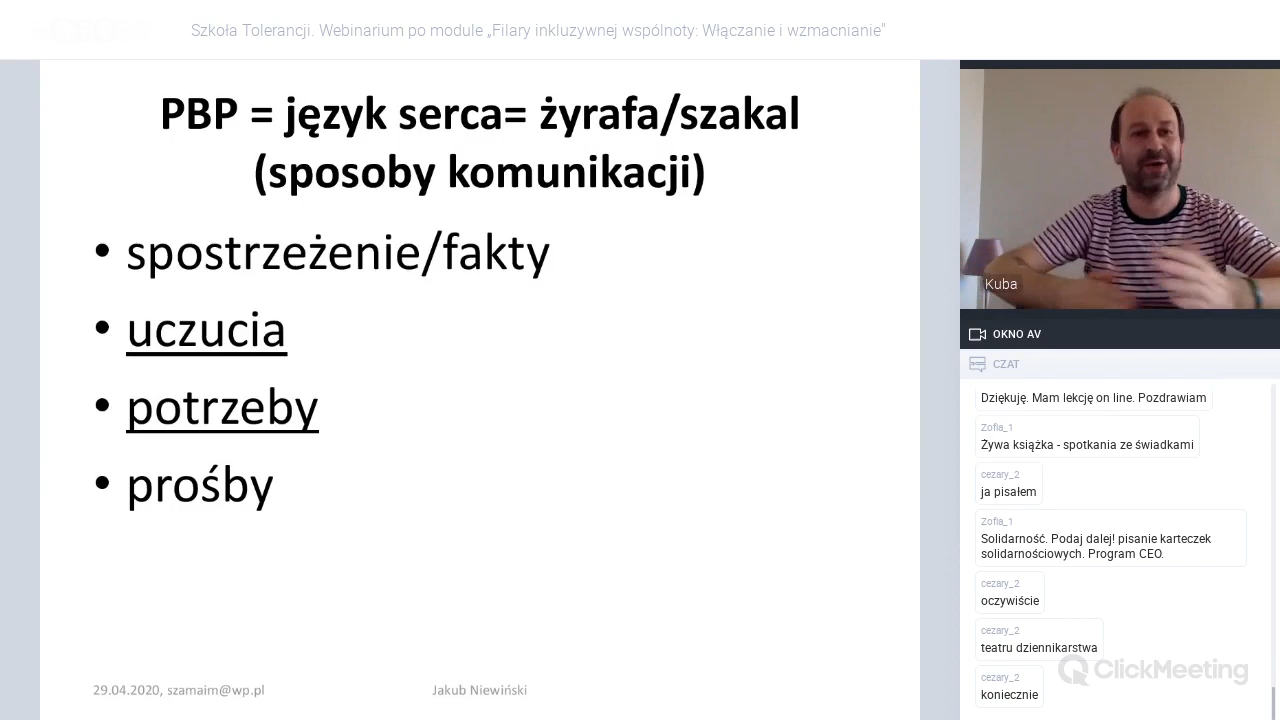 Szkoła Tolerancji. Webinarium po module „Filary inkluzywnej wspólnoty: Włączanie i wzmacnianie"
PBP = język serca= żyrafa/szakal
(sposoby komunikacji)
• spostrzeżenie/fakty
• uczucia
• potrzeby
• prośby
29.04.2020, szamaim@wp.pl
Jakub Niewiński
Kuba
OKNO AV
CZAT
Dziękuję. Mam lekcję on line. Pozdrawiam
Zofia_1
Żywa książka - spotkania ze świadkami
cezary_2
ja pisałem
Zofia_1
Solidarność. Podaj dalej! pisanie karteczek
solidarnościowych. Program CEO.
cezary_2
oczywiście
cezary_2
teatru dziennikarstwa
cezary_2
koniecznie
ClickMeeting